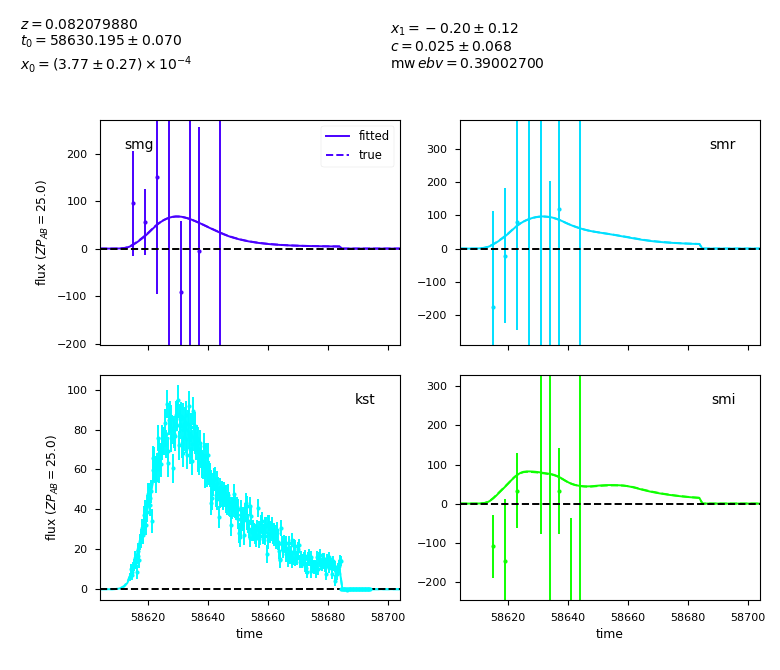 z = 0.082079880
t₀ = 58630.195 ± 0.070
x₀ = (3.77 ± 0.27) × 10⁻⁴
x₁ = −0.20 ± 0.12
c = 0.025 ± 0.068
mw ebv = 0.39002700
smg
fitted
true
200
100
0
−100
−200
flux (ZP_AB = 25.0)
smr
300
200
100
0
−100
−200
kst
100
80
60
40
20
0
flux (ZP_AB = 25.0)
58620
58640
58660
58680
58700
time
smi
300
200
100
0
−100
−200
58620
58640
58660
58680
58700
time